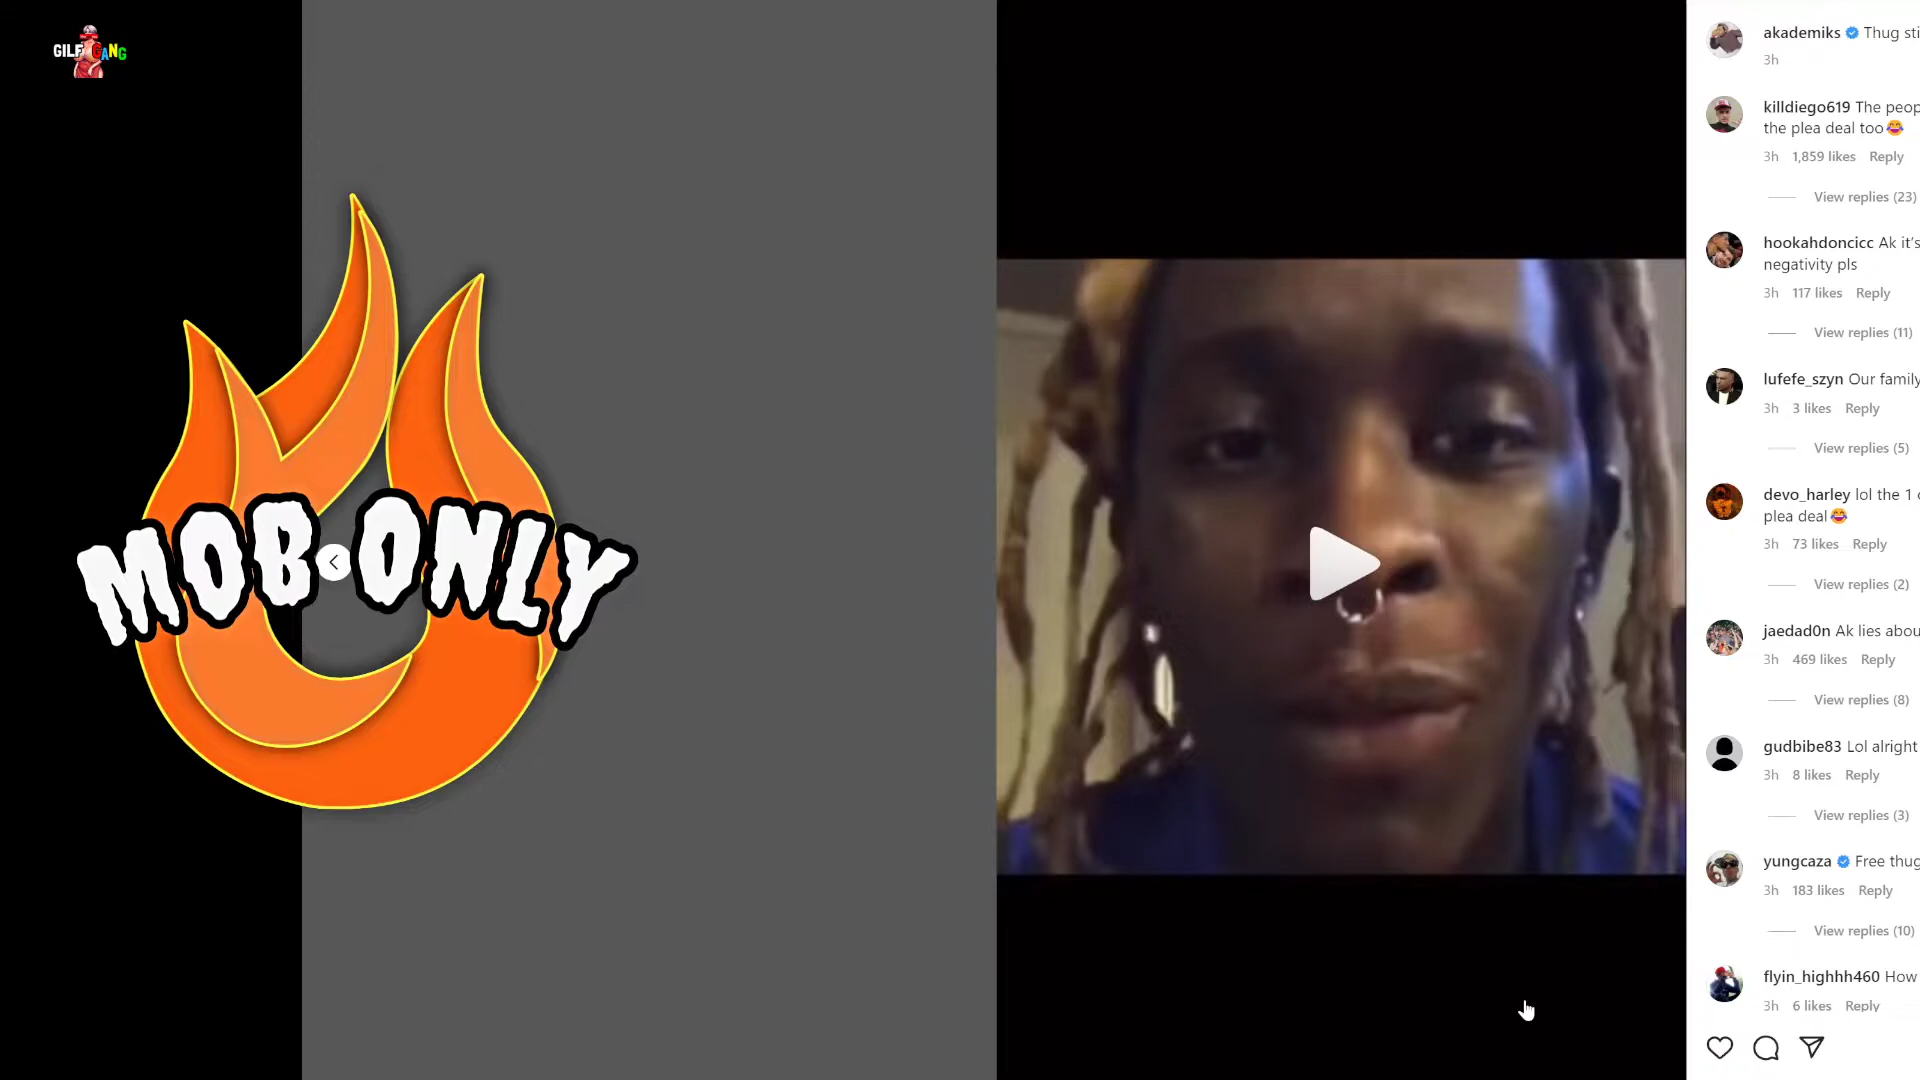 GILF GANG
MOB ONLY
akademiks Thug sti
3h
killdiego619 The peop
the plea deal too😂
3h 1,859 likes Reply
View replies (23)
hookahdoncicc Ak it's
negativity pls
3h 117 likes Reply
View replies (11)
lufefe_szyn Our family
3h 3 likes Reply
View replies (5)
devo_harley lol the 1
plea deal😂
3h 73 likes Reply
View replies (2)
jaedad0n Ak lies abou
3h 469 likes Reply
View replies (8)
gudbibe83 Lol alright
3h 8 likes Reply
View replies (3)
yungcaza Free thug
3h 183 likes Reply
View replies (10)
flyin_highhh460 How
3h 6 likes Reply